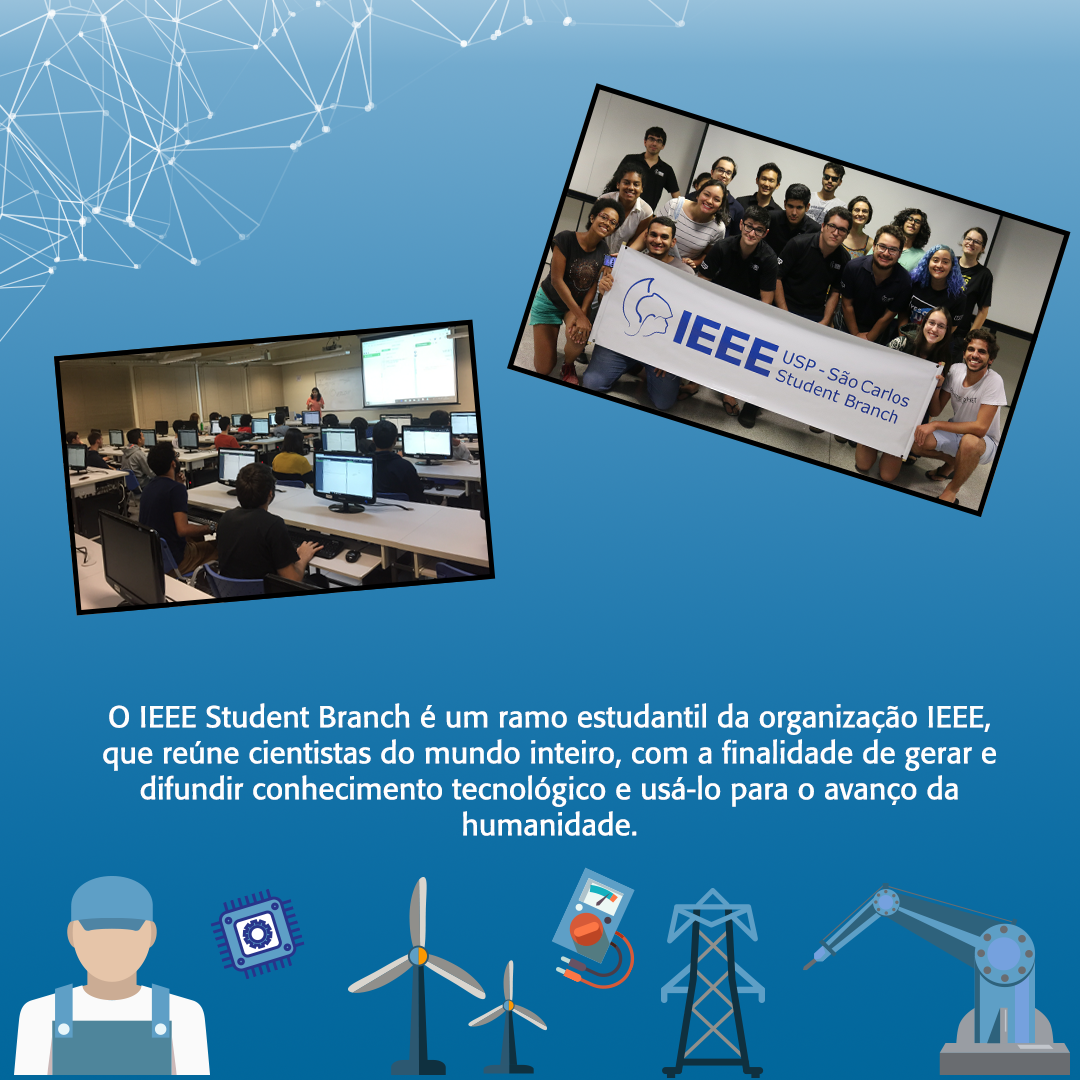 IEEE USP - São Carlos
Student Branch
O IEEE Student Branch é um ramo estudantil da organização IEEE,
que reúne cientistas do mundo inteiro, com a finalidade de gerar e
difundir conhecimento tecnológico e usá-lo para o avanço da
humanidade.